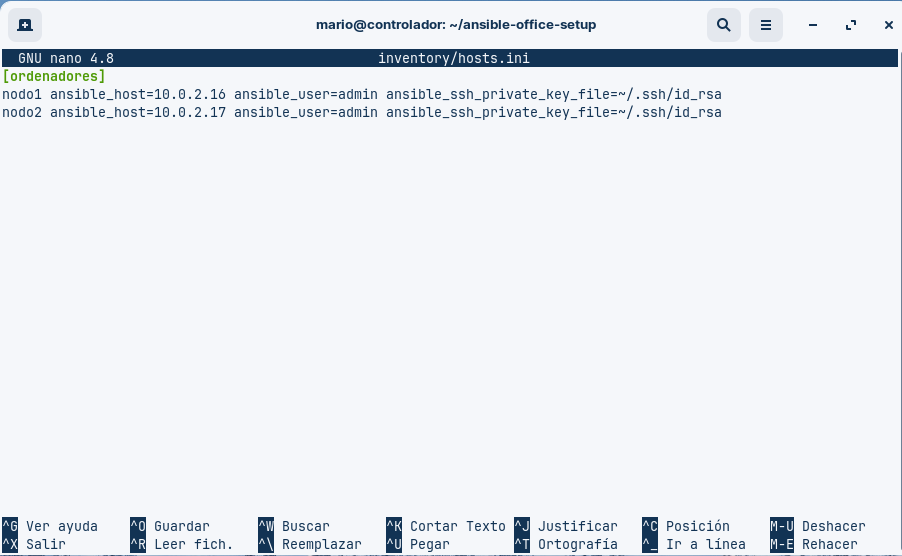 mario@controlador: ~/ansible-office-setup
GNU nano 4.8 inventory/hosts.ini
[ordenadores]
nodo1 ansible_host=10.0.2.16 ansible_user=admin ansible_ssh_private_key_file=~/.ssh/id_rsa
nodo2 ansible_host=10.0.2.17 ansible_user=admin ansible_ssh_private_key_file=~/.ssh/id_rsa
^G Ver ayuda ^O Guardar ^W Buscar ^K Cortar Texto ^J Justificar ^C Posición M-U Deshacer
^X Salir ^R Leer fich. ^\ Reemplazar ^U Pegar ^T Ortografía ^_ Ir a línea M-E Rehacer